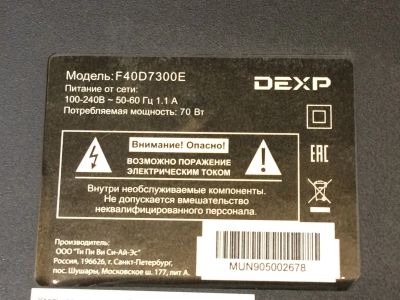 Модель: F40D7300E
DEXP
Питание от сети:
100-240В ~ 50-60 Гц 1.1 А
Потребляемая мощность: 70 Вт
Внимание! Опасно!
ВОЗМОЖНО ПОРАЖЕНИЕ
ЭЛЕКТРИЧЕСКИМ ТОКОМ
EAC
Внутри необслуживаемые компоненты.
Не допускается вмешательство
неквалифицированного персонала.
Производитель:
ООО "Ти Пи Ви Си-Ай-Эс"
Россия, 196626, г. Санкт-Петербург,
пос. Шушары, Московское ш. 177, лит А.
MUN905002678